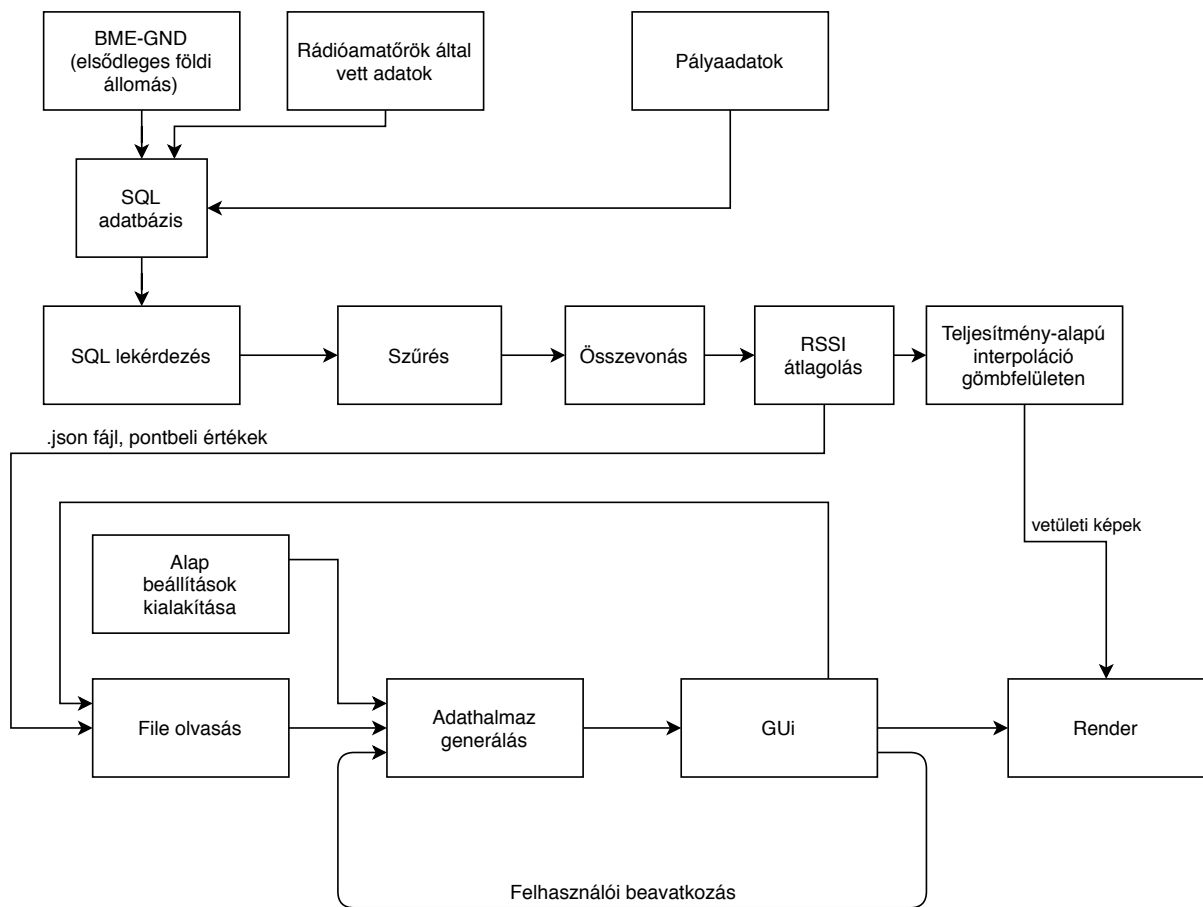 BME-GND
(elsődleges földi
állomás)
Rádióamatőrök által
vett adatok
Pályaadatok
SQL
adatbázis
SQL lekérdezés
Szűrés
Összevonás
RSSI
átlagolás
Teljesítmény-alapú
interpoláció
gömbfelületen
.json fájl, pontbeli értékek
vetületi képek
Alap
beállítások
kialakítása
File olvasás
Adathalmaz
generálás
GUi
Render
Felhasználói beavatkozás